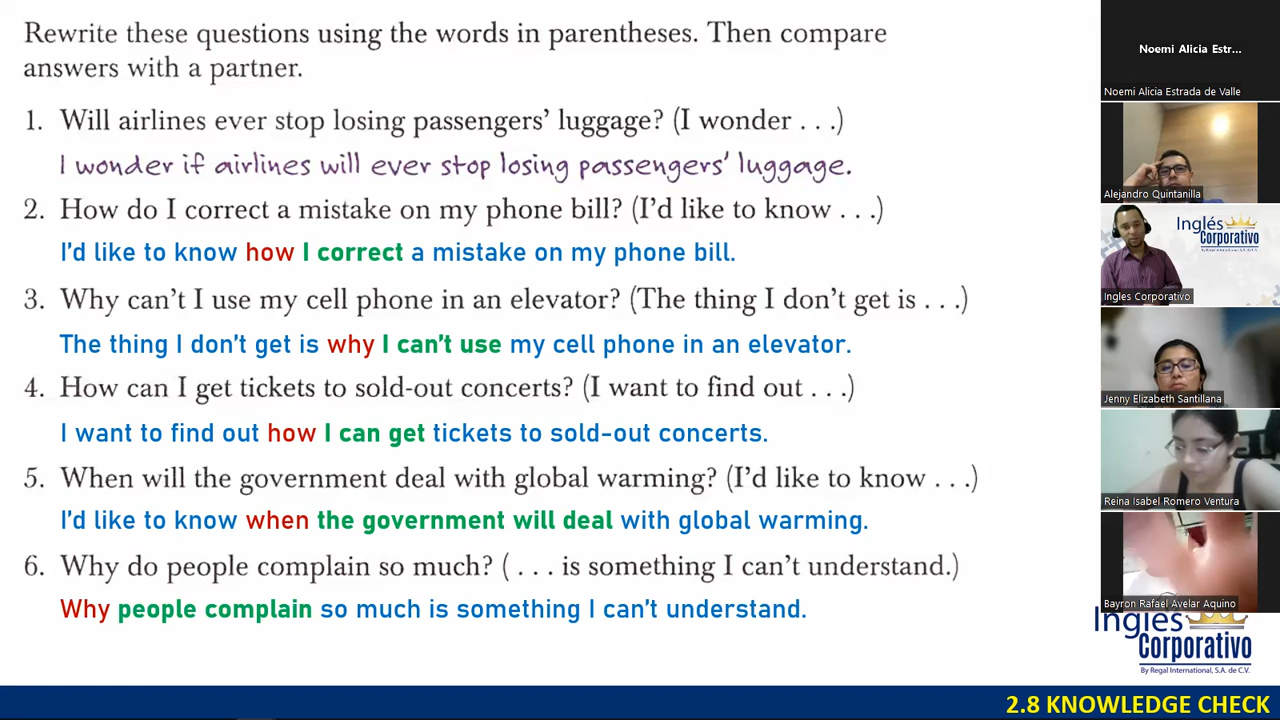 Rewrite these questions using the words in parentheses. Then compare
answers with a partner.
1. Will airlines ever stop losing passengers' luggage? (I wonder . . .)
I wonder if airlines will ever stop losing passengers' luggage.
2. How do I correct a mistake on my phone bill? (I'd like to know . . .)
I'd like to know how I correct a mistake on my phone bill.
3. Why can't I use my cell phone in an elevator? (The thing I don't get is . . .)
The thing I don't get is why I can't use my cell phone in an elevator.
4. How can I get tickets to sold-out concerts? (I want to find out . . .)
I want to find out how I can get tickets to sold-out concerts.
5. When will the government deal with global warming? (I'd like to know . . .)
I'd like to know when the government will deal with global warming.
6. Why do people complain so much? ( . . . is something I can't understand.)
Why people complain so much is something I can't understand.
Noemi Alicia Estr...
Noemi Alicia Estrada de Valle
Alejandro Quintanilla
Inglés
Corporativo
By Regal International, S.A. de C.V.
Ingles Corporativo
Jenny Elizabeth Santillana
Reina Isabel Romero Ventura
Bayron Rafael Avelar Aquino
Inglés
Corporativo
By Regal International, S.A. de C.V.
2.8 KNOWLEDGE CHECK